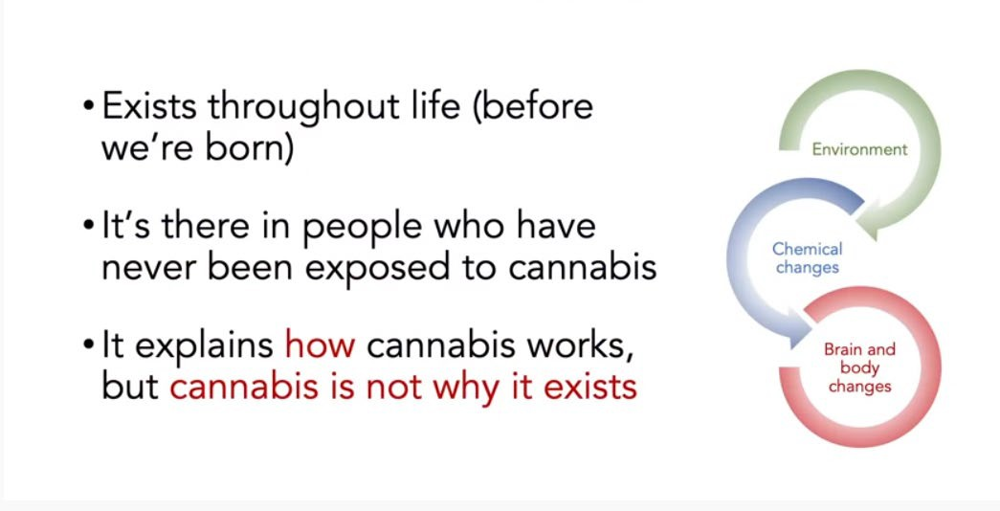 • Exists throughout life (before
we’re born)
• It’s there in people who have
never been exposed to cannabis
• It explains how cannabis works,
but cannabis is not why it exists
Environment
Chemical
changes
Brain and
body
changes